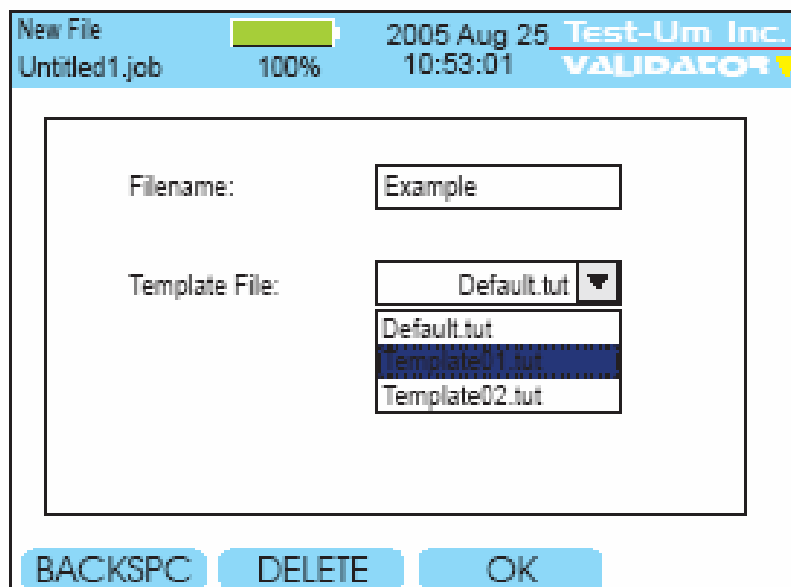 New File
2005 Aug 25
Test-Um Inc.
Untitled1.job
100%
10:53:01
VALIDATOR
Filename:
Example
Template File:
Default.tut
Default.tut
Template01.tut
Template02.tut
BACKSPC
DELETE
OK